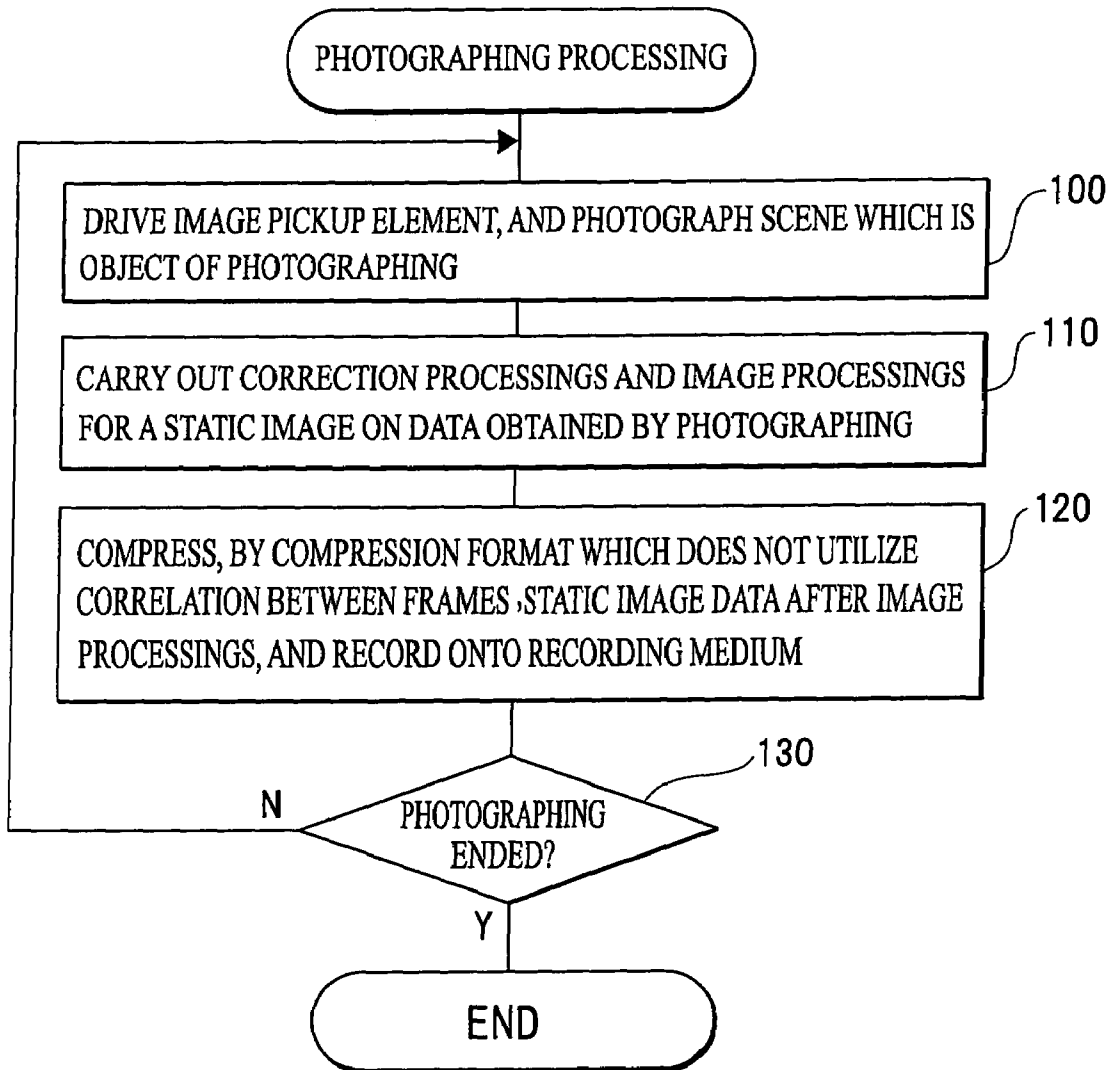 PHOTOGRAPHING PROCESSING
100
DRIVE IMAGE PICKUP ELEMENT, AND PHOTOGRAPH SCENE WHICH IS
OBJECT OF PHOTOGRAPHING
110
CARRY OUT CORRECTION PROCESSINGS AND IMAGE PROCESSINGS
FOR A STATIC IMAGE ON DATA OBTAINED BY PHOTOGRAPHING
120
COMPRESS, BY COMPRESSION FORMAT WHICH DOES NOT UTILIZE
CORRELATION BETWEEN FRAMES ,STATIC IMAGE DATA AFTER IMAGE
PROCESSINGS, AND RECORD ONTO RECORDING MEDIUM
130
N
PHOTOGRAPHING
ENDED?
Y
END